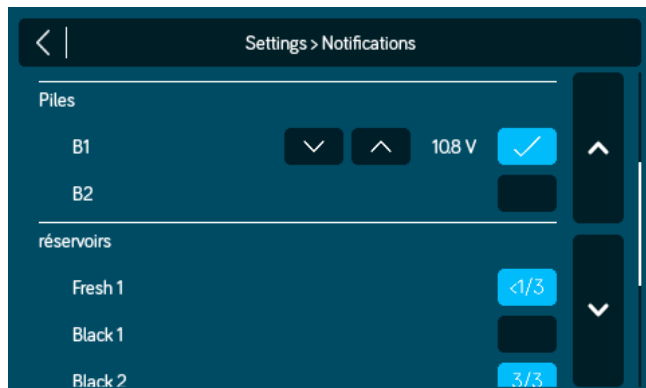 Settings > Notifications
Piles
B1 10.8 V
B2
réservoirs
Fresh 1 <1/3
Black 1
Black 2 3/3